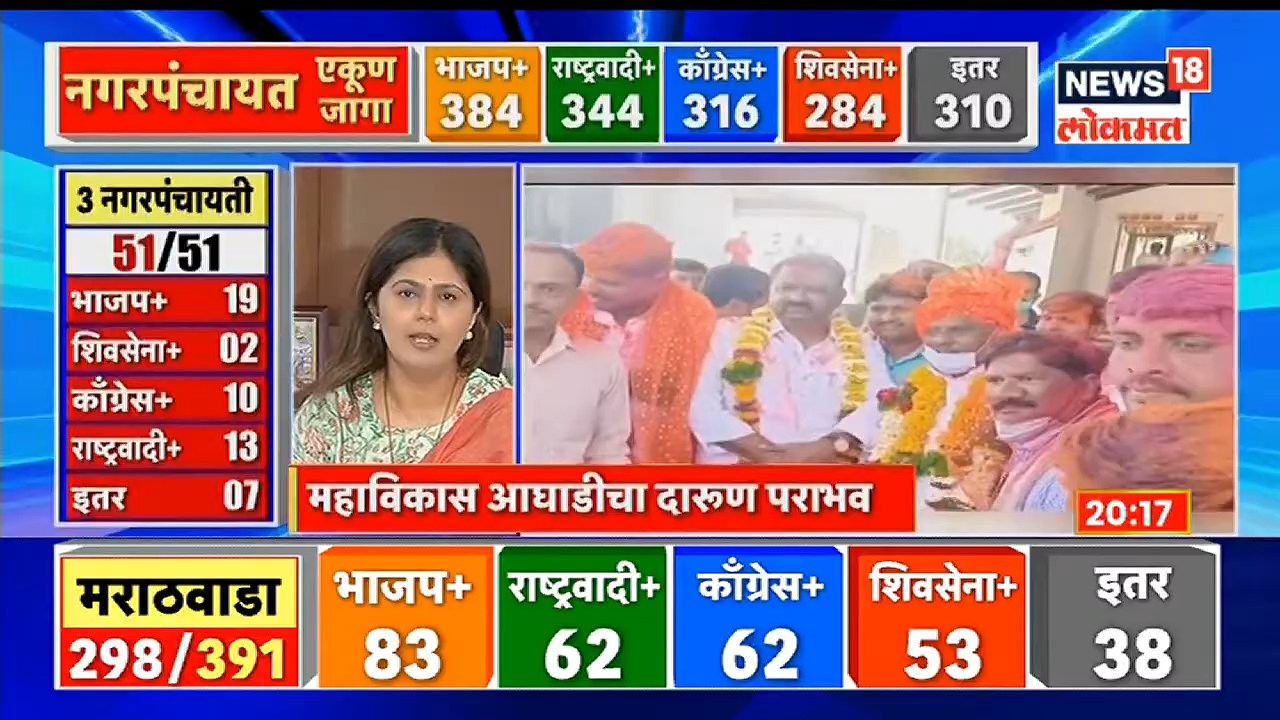 नगरपंचायत
एकूण
जागा
भाजप+
384
राष्ट्रवादी+
344
काँग्रेस+
316
शिवसेना+
284
इतर
310
NEWS 18
लोकमत
3 नगरपंचायती
51/51
भाजप+ 19
शिवसेना+ 02
काँग्रेस+ 10
राष्ट्रवादी+ 13
इतर 07
महाविकास आघाडीचा दारूण पराभव
20:17
मराठवाडा
298/391
भाजप+
83
राष्ट्रवादी+
62
काँग्रेस+
62
शिवसेना+
53
इतर
38